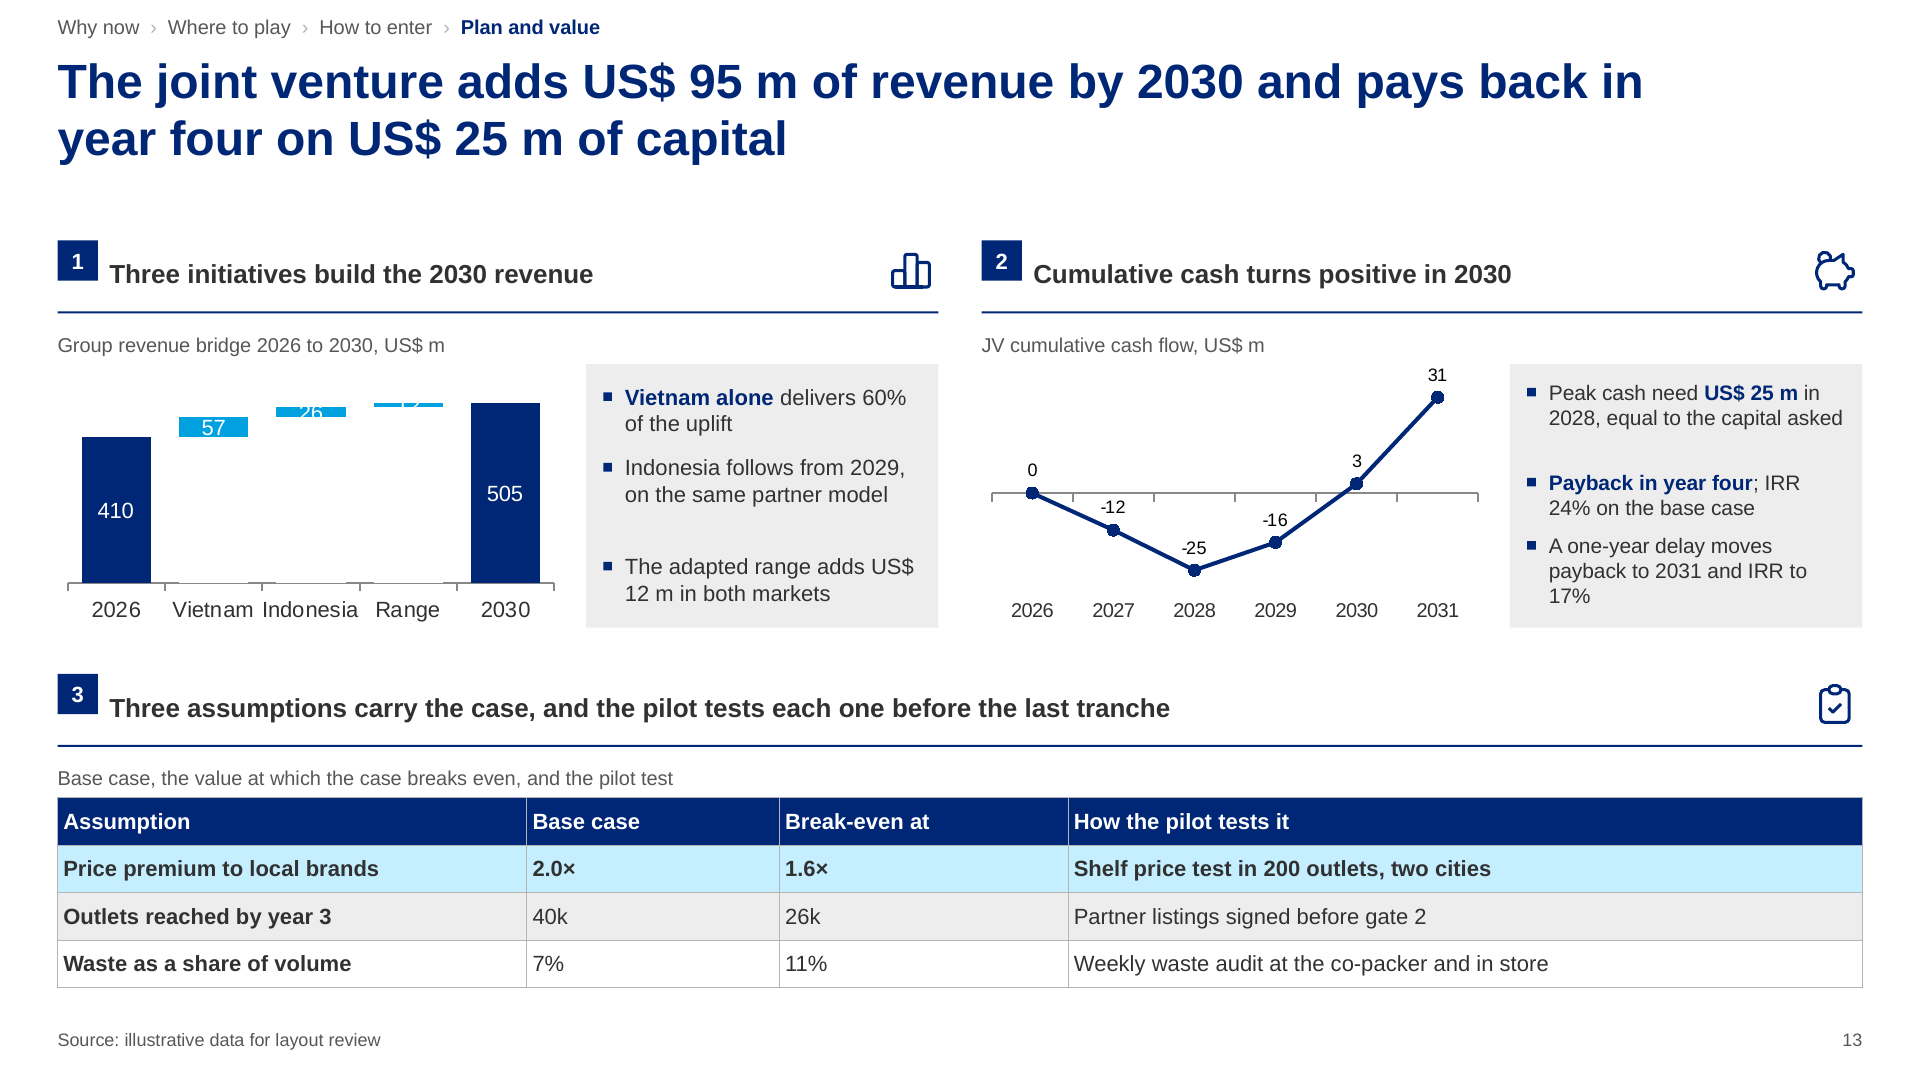 Why now › Where to play › How to enter › Plan and value
The joint venture adds US$ 95 m of revenue by 2030 and pays back in
year four on US$ 25 m of capital
1
Three initiatives build the 2030 revenue
Group revenue bridge 2026 to 2030, US$ m
410
57
26
12
505
2026 Vietnam Indonesia Range 2030
Vietnam alone delivers 60%
of the uplift
Indonesia follows from 2029,
on the same partner model
The adapted range adds US$
12 m in both markets
2
Cumulative cash turns positive in 2030
JV cumulative cash flow, US$ m
0
-12
-25
-16
3
31
2026 2027 2028 2029 2030 2031
Peak cash need US$ 25 m in
2028, equal to the capital asked
Payback in year four; IRR
24% on the base case
A one-year delay moves
payback to 2031 and IRR to
17%
3
Three assumptions carry the case, and the pilot tests each one before the last tranche
Base case, the value at which the case breaks even, and the pilot test
Assumption Base case Break-even at How the pilot tests it
Price premium to local brands 2.0× 1.6× Shelf price test in 200 outlets, two cities
Outlets reached by year 3 40k 26k Partner listings signed before gate 2
Waste as a share of volume 7% 11% Weekly waste audit at the co-packer and in store
Source: illustrative data for layout review
13